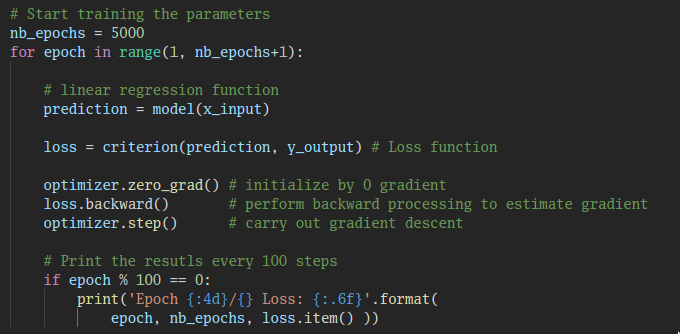 # Start training the parameters
nb_epochs = 5000
for epoch in range(1, nb_epochs+1):
# linear regression function
prediction = model(x_input)
loss = criterion(prediction, y_output) # Loss function
optimizer.zero_grad() # initialize by 0 gradient
loss.backward() # perform backward processing to estimate gradient
optimizer.step() # carry out gradient descent
# Print the resutls every 100 steps
if epoch % 100 == 0:
print('Epoch {:4d}/{} Loss: {:.6f}'.format(
epoch, nb_epochs, loss.item() ))